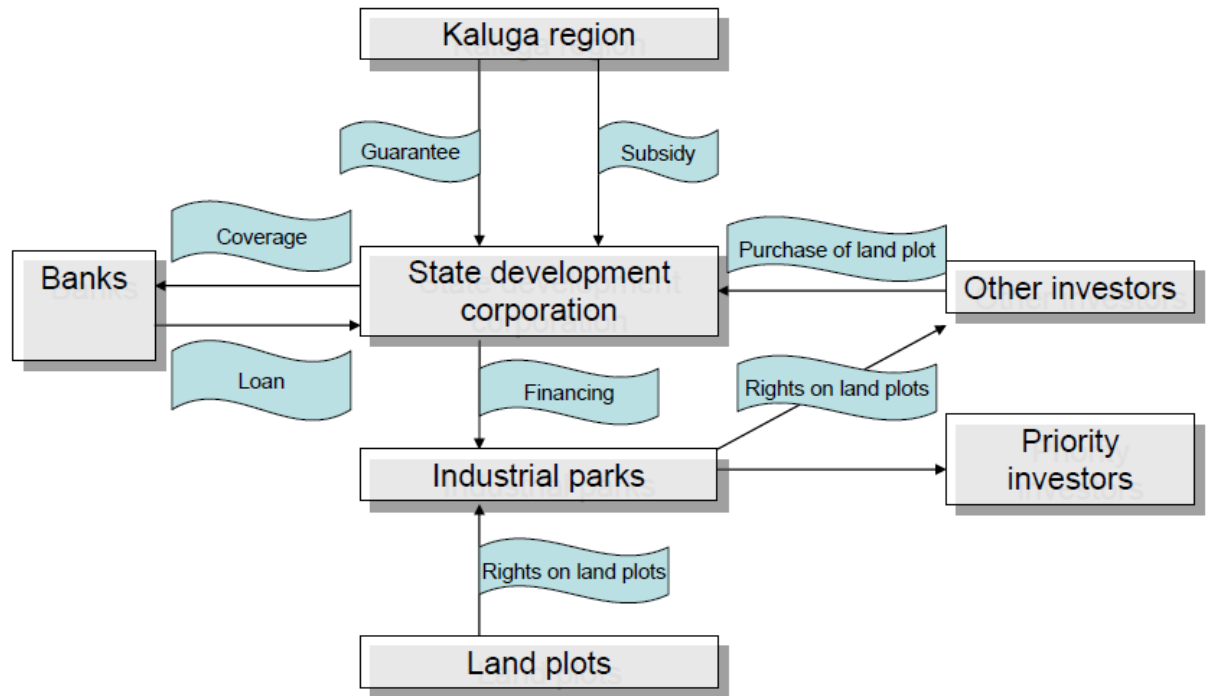 Kaluga region
Guarantee
Subsidy
Coverage
Purchase of land plot
Banks
State development
corporation
Other investors
Loan
Financing
Rights on land plots
Industrial parks
Priority
investors
Rights on land plots
Land plots